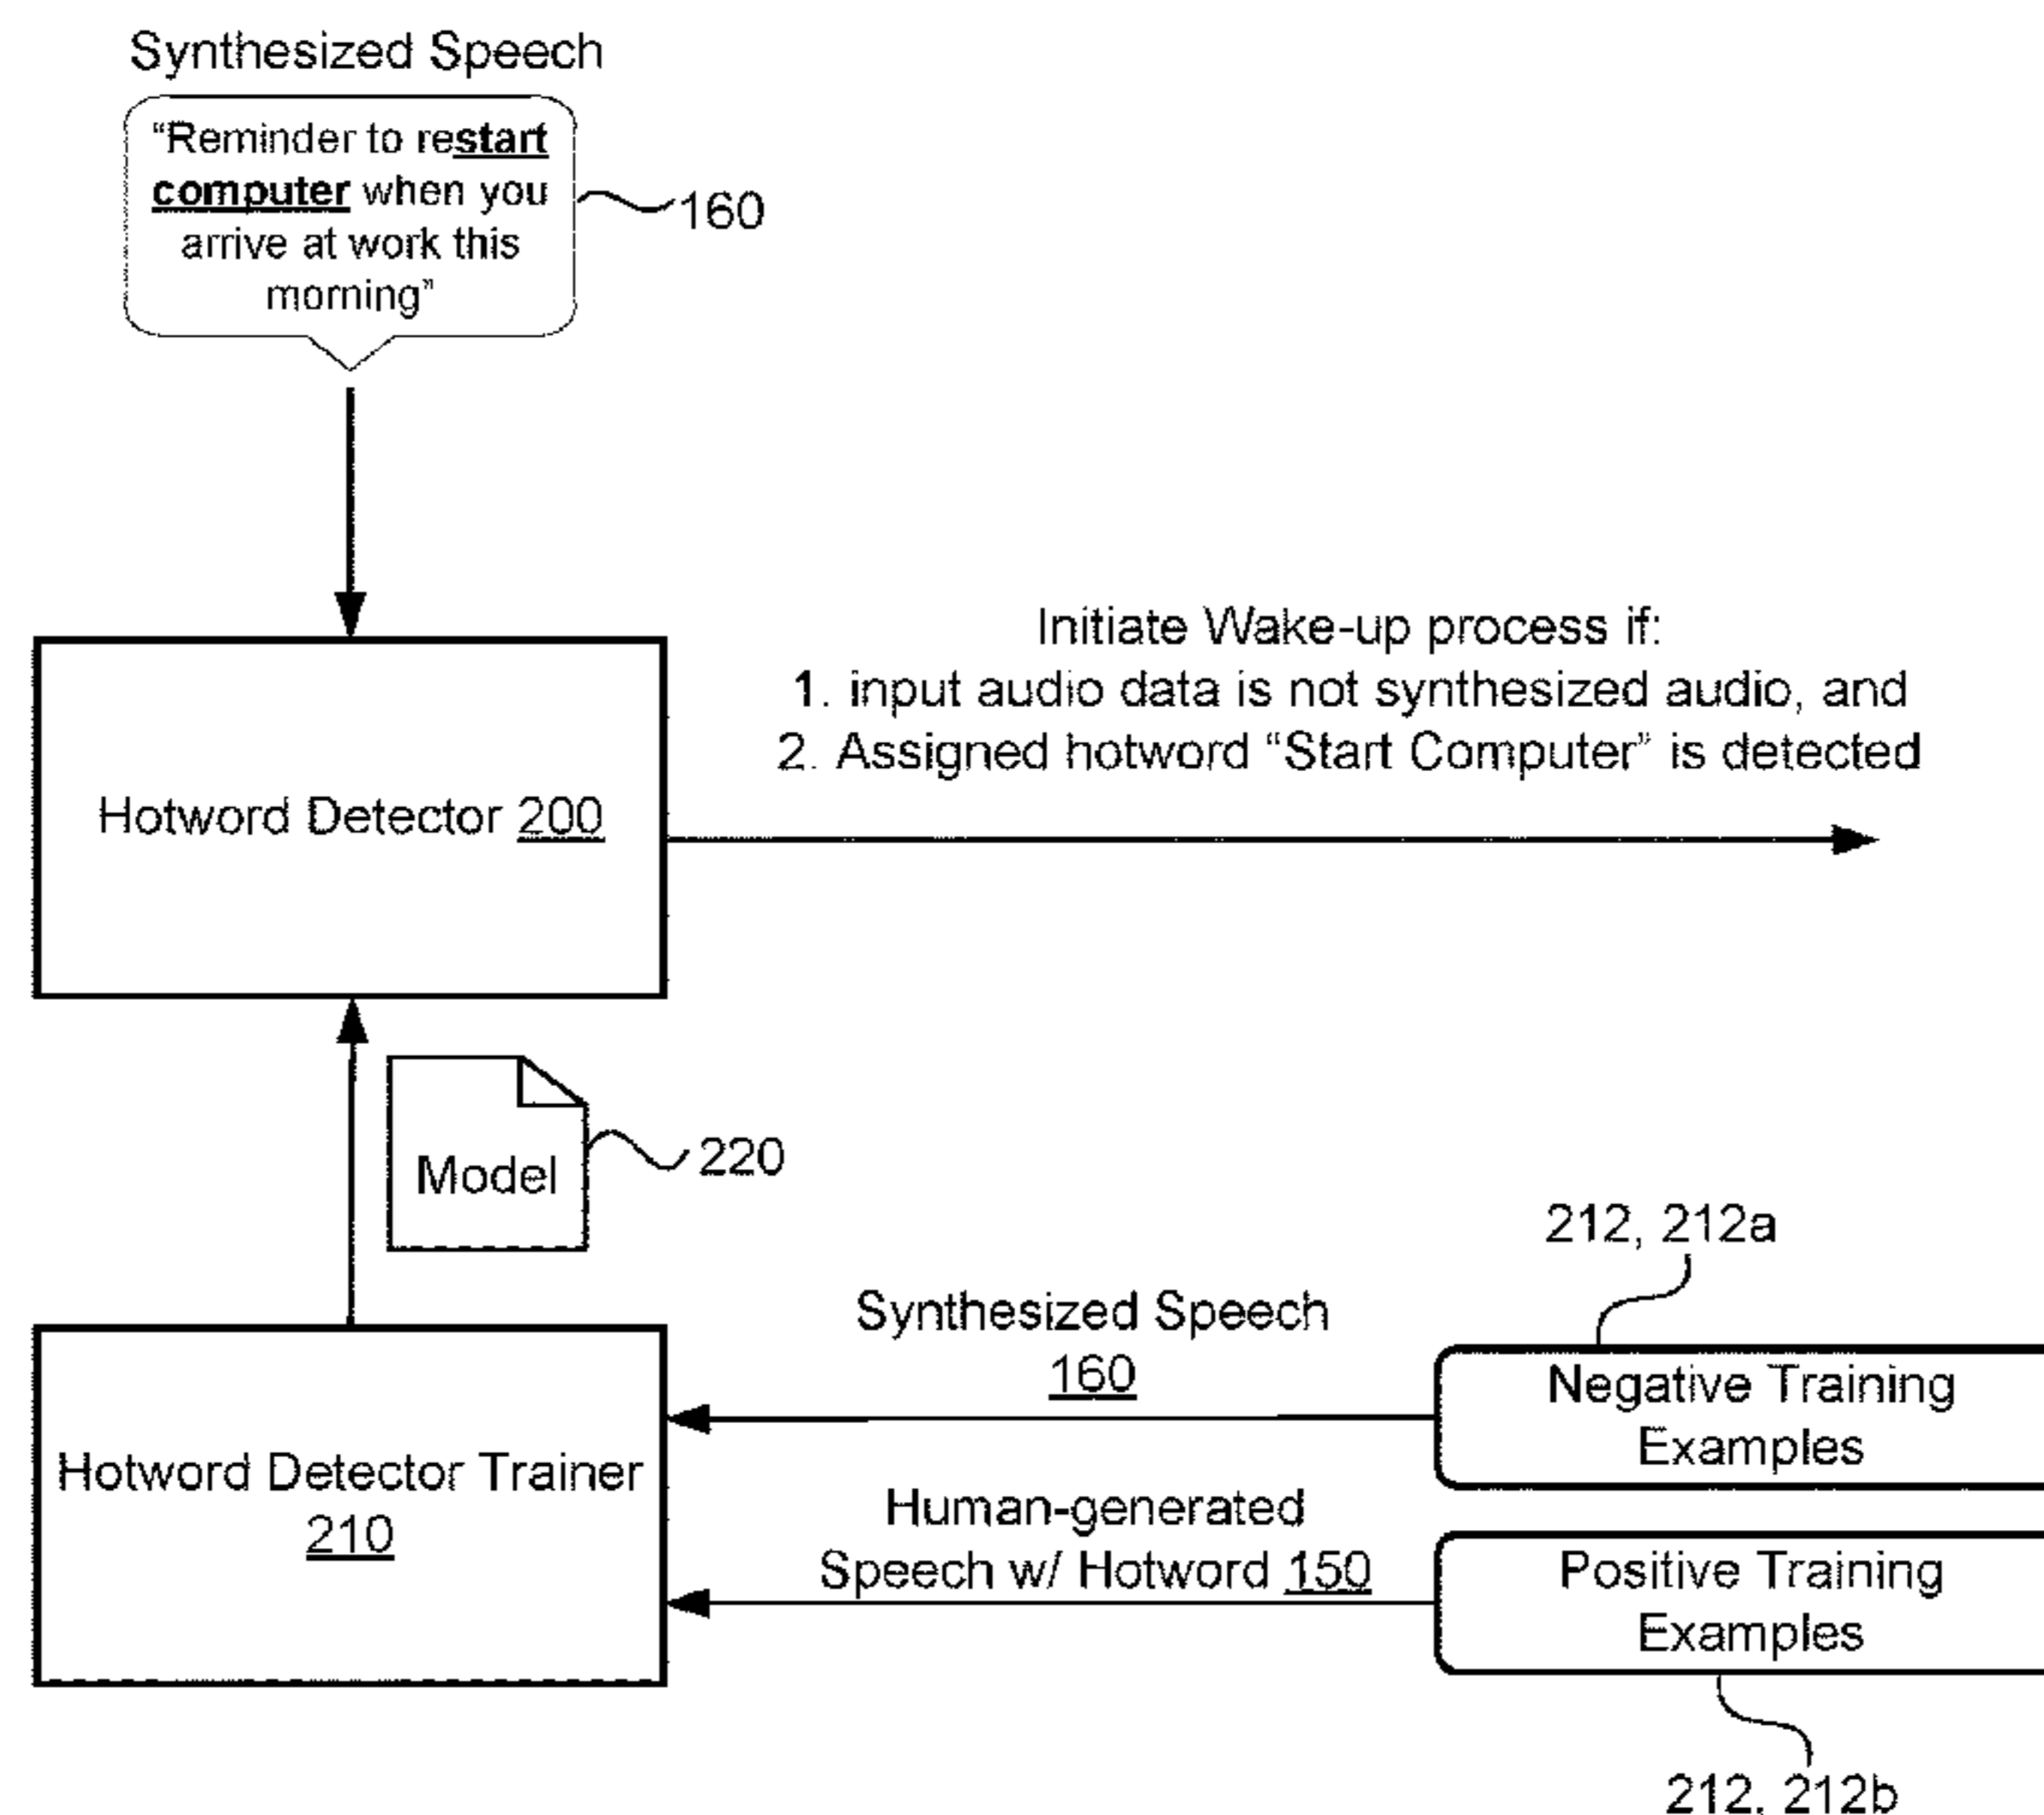 Synthesized Speech
“Reminder to restart
computer when you
arrive at work this
morning”
160
Initiate Wake-up process if:
1. input audio data is not synthesized audio, and
2. Assigned hotword “Start Computer” is detected
Hotword Detector 200
Model
220
212, 212a
Synthesized Speech
160
Negative Training
Examples
Hotword Detector Trainer
210
Human-generated
Speech w/ Hotword 150
Positive Training
Examples
212, 212b